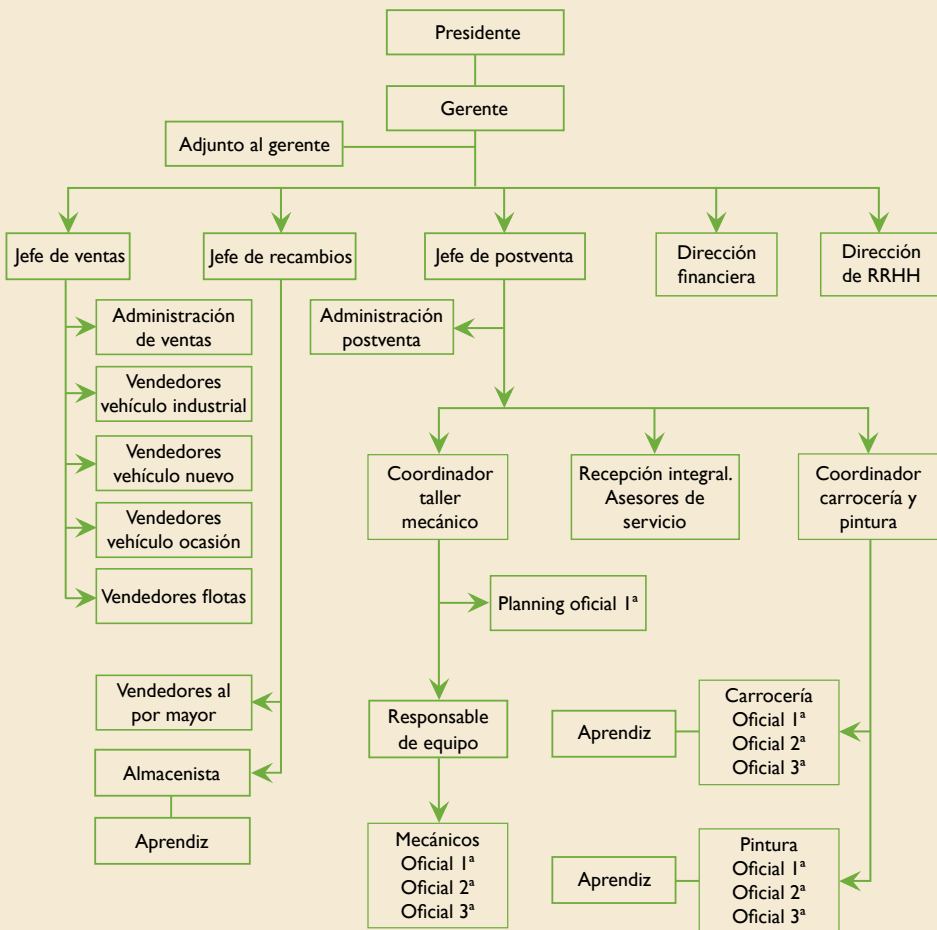 Presidente
Gerente
Adjunto al gerente
Jefe de ventas
Jefe de recambios
Jefe de postventa
Dirección
financiera
Dirección
de RRHH
Administración
de ventas
Administración
postventa
Vendedores
vehículo industrial
Vendedores
vehículo nuevo
Vendedores
vehículo ocasión
Vendedores flotas
Coordinador
taller
mecánico
Recepción integral.
Asesores de
servicio
Coordinador
carrocería y
pintura
Planning oficial 1ª
Vendedores al
por mayor
Almacenista
Aprendiz
Responsable
de equipo
Mecánicos
Oficial 1ª
Oficial 2ª
Oficial 3ª
Aprendiz
Carrocería
Oficial 1ª
Oficial 2ª
Oficial 3ª
Aprendiz
Pintura
Oficial 1ª
Oficial 2ª
Oficial 3ª